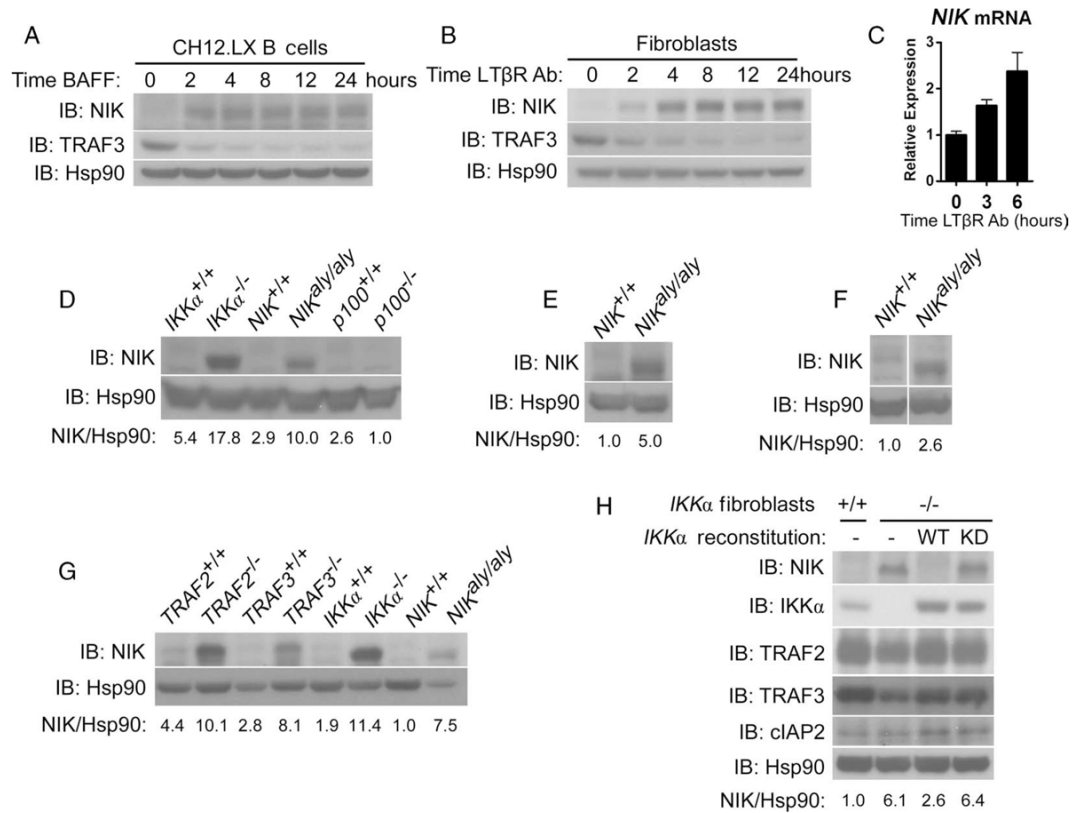 A
CH12.LX B cells
Time BAFF: 0 2 4 8 12 24 hours
IB: NIK
IB: TRAF3
IB: Hsp90
B
Fibroblasts
Time LTβR Ab: 0 2 4 8 12 24hours
IB: NIK
IB: TRAF3
IB: Hsp90
C
NIK mRNA
Relative Expression
3
2
1
0
0 3 6
Time LTβR Ab (hours)
D
IKKα+/+ IKKα-/- NIK+/+ NIKaly/aly p100+/+ p100-/-
IB: NIK
IB: Hsp90
NIK/Hsp90: 5.4 17.8 2.9 10.0 2.6 1.0
E
NIK+/+ NIKaly/aly
IB: NIK
IB: Hsp90
NIK/Hsp90: 1.0 5.0
F
NIK+/+ NIKaly/aly
IB: NIK
IB: Hsp90
NIK/Hsp90: 1.0 2.6
G
TRAF2+/+ TRAF2-/- TRAF3+/+ TRAF3-/- IKKα+/+ IKKα-/- NIK+/+ NIKaly/aly
IB: NIK
IB: Hsp90
NIK/Hsp90: 4.4 10.1 2.8 8.1 1.9 11.4 1.0 7.5
H
IKKα fibroblasts +/+ -/-
IKKα reconstitution: - - WT KD
IB: NIK
IB: IKKα
IB: TRAF2
IB: TRAF3
IB: cIAP2
IB: Hsp90
NIK/Hsp90: 1.0 6.1 2.6 6.4